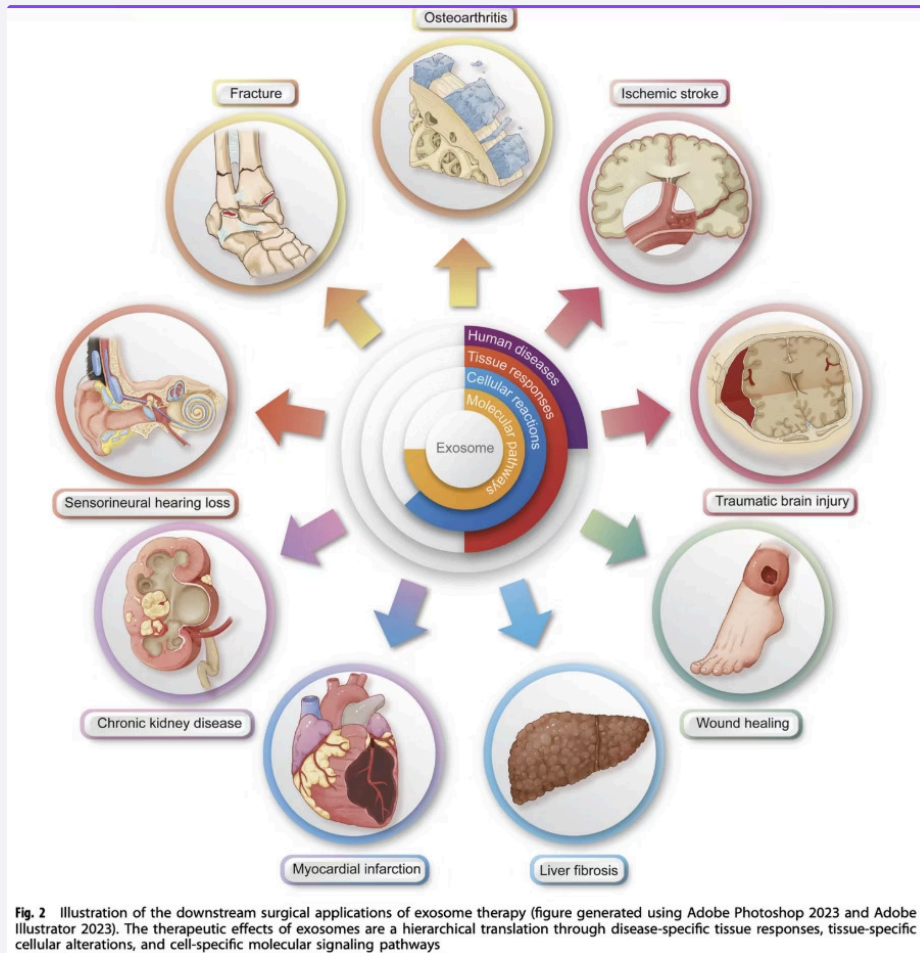 Osteoarthritis
Fracture
Ischemic stroke
Human diseases
Tissue responses
Cellular reactions
Molecular pathways
Exosome
Sensorineural hearing loss
Traumatic brain injury
Chronic kidney disease
Wound healing
Myocardial infarction
Liver fibrosis
Fig. 2 Illustration of the downstream surgical applications of exosome therapy (figure generated using Adobe Photoshop 2023 and Adobe
Illustrator 2023). The therapeutic effects of exosomes are a hierarchical translation through disease-specific tissue responses, tissue-specific
cellular alterations, and cell-specific molecular signaling pathways